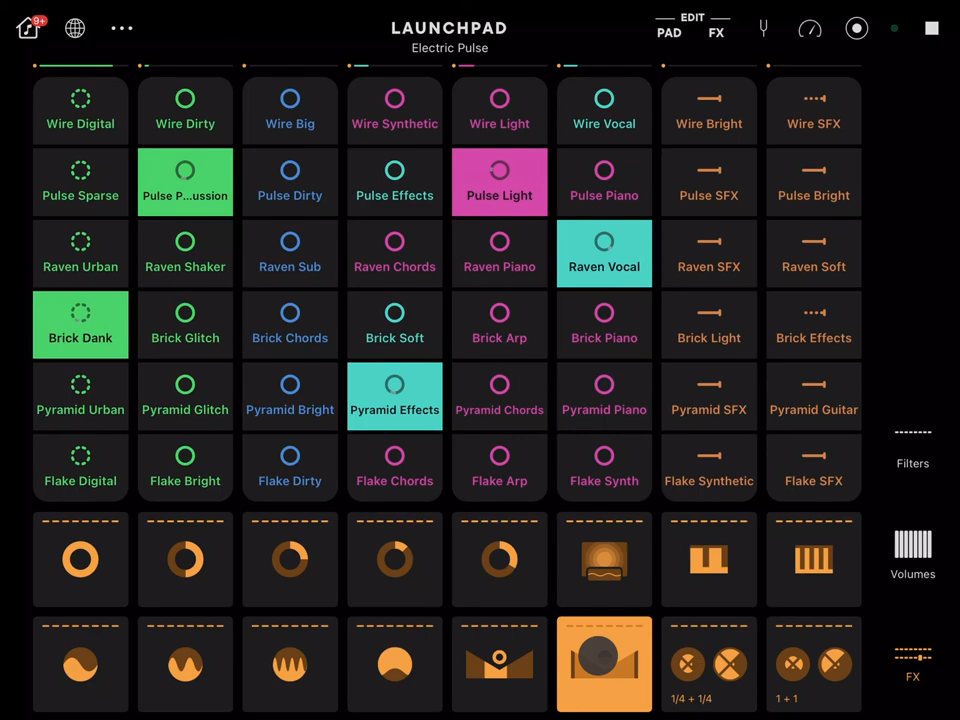 9+
LAUNCHPAD
Electric Pulse
EDIT
PAD FX
Wire Digital Wire Dirty Wire Big Wire Synthetic Wire Light Wire Vocal Wire Bright Wire SFX
Pulse Sparse Pulse P...ussion Pulse Dirty Pulse Effects Pulse Light Pulse Piano Pulse SFX Pulse Bright
Raven Urban Raven Shaker Raven Sub Raven Chords Raven Piano Raven Vocal Raven SFX Raven Soft
Brick Dank Brick Glitch Brick Chords Brick Soft Brick Arp Brick Piano Brick Light Brick Effects
Pyramid Urban Pyramid Glitch Pyramid Bright Pyramid Effects Pyramid Chords Pyramid Piano Pyramid SFX Pyramid Guitar
Flake Digital Flake Bright Flake Dirty Flake Chords Flake Arp Flake Synth Flake Synthetic Flake SFX
Filters
Volumes
FX
1/4 + 1/4 1 + 1